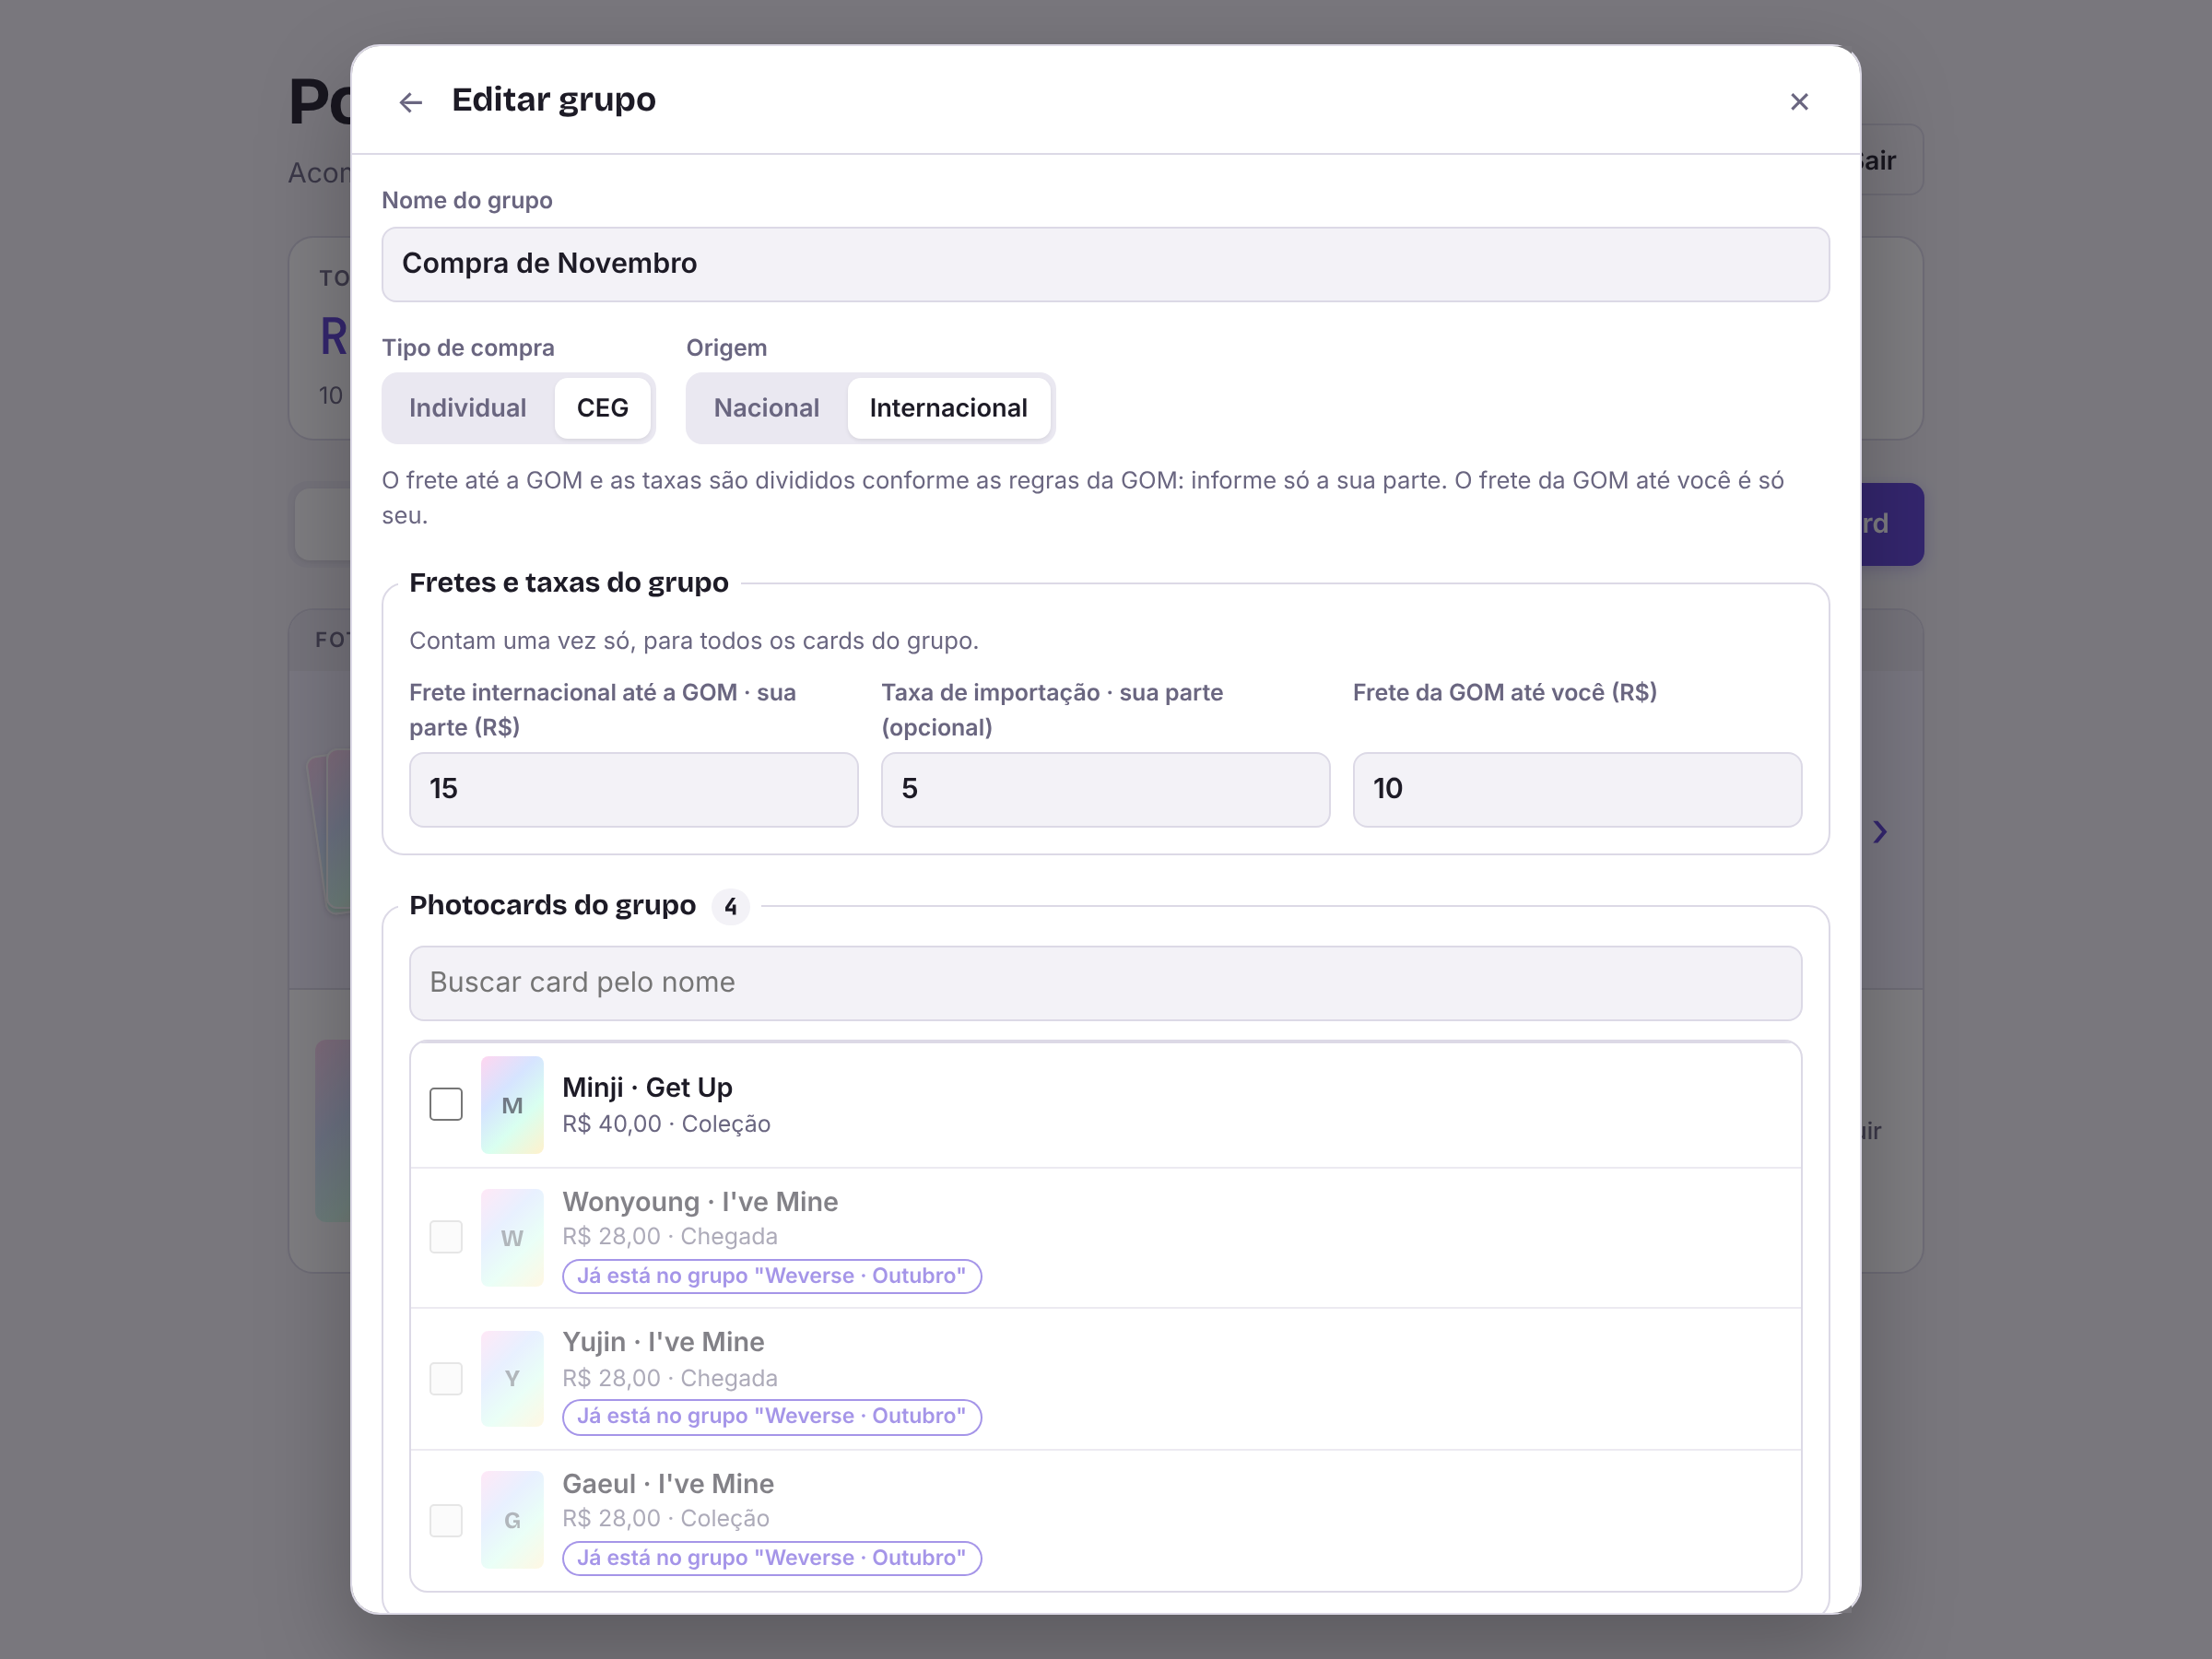 Editar grupo
Nome do grupo
Compra de Novembro
Tipo de compra
Origem
Individual
CEG
Nacional
Internacional
O frete até a GOM e as taxas são divididos conforme as regras da GOM: informe só a sua parte. O frete da GOM até você é só
seu.
Fretes e taxas do grupo
Contam uma vez só, para todos os cards do grupo.
Frete internacional até a GOM · sua
parte (R$)
Taxa de importação · sua parte
(opcional)
Frete da GOM até você (R$)
15
5
10
Photocards do grupo 4
Buscar card pelo nome
M
Minji · Get Up
R$ 40,00 · Coleção
W
Wonyoung · I've Mine
R$ 28,00 · Chegada
Já está no grupo "Weverse · Outubro"
Y
Yujin · I've Mine
R$ 28,00 · Chegada
Já está no grupo "Weverse · Outubro"
G
Gaeul · I've Mine
R$ 28,00 · Coleção
Já está no grupo "Weverse · Outubro"
10